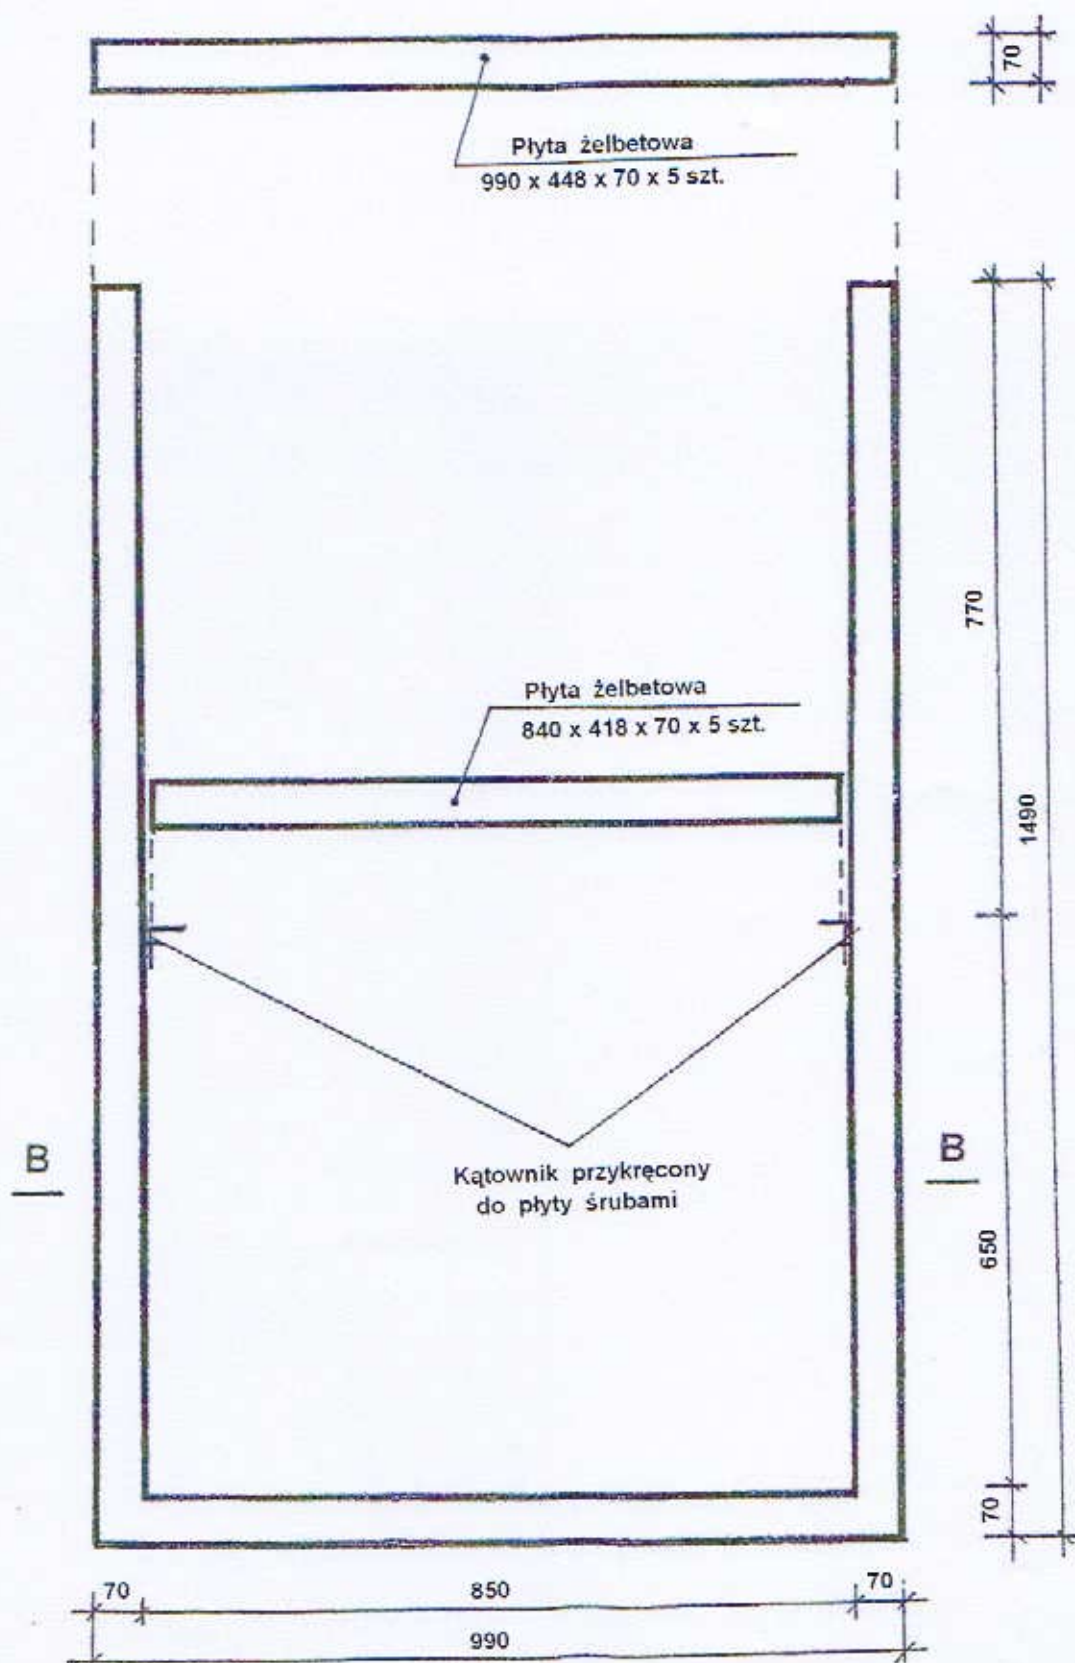 70
Płyta żelbetowa
990 x 448 x 70 x 5 szt.
770
Płyta żelbetowa
840 x 418 x 70 x 5 szt.
1490
B
B
Kątownik przykręcony
do płyty śrubami
650
70
70
850
70
990